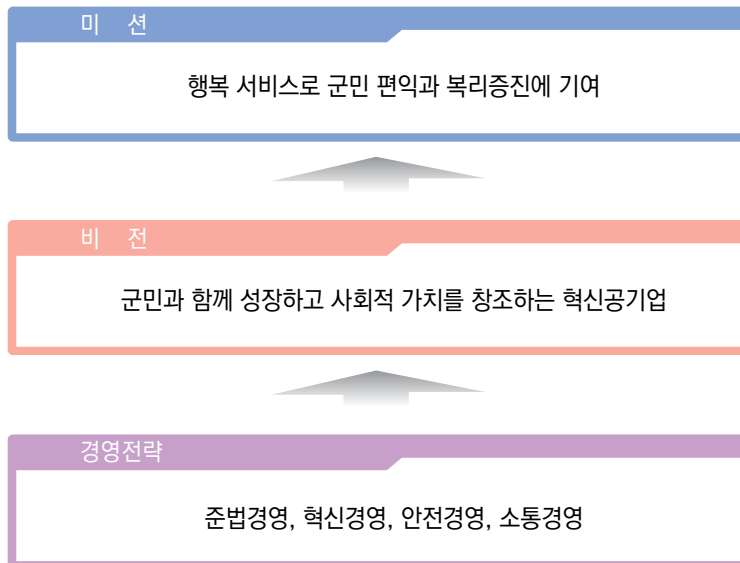 미 션
행복 서비스로 군민 편익과 복리증진에 기여
비 전
군민과 함께 성장하고 사회적 가치를 창조하는 혁신공기업
경영전략
준법경영, 혁신경영, 안전경영, 소통경영